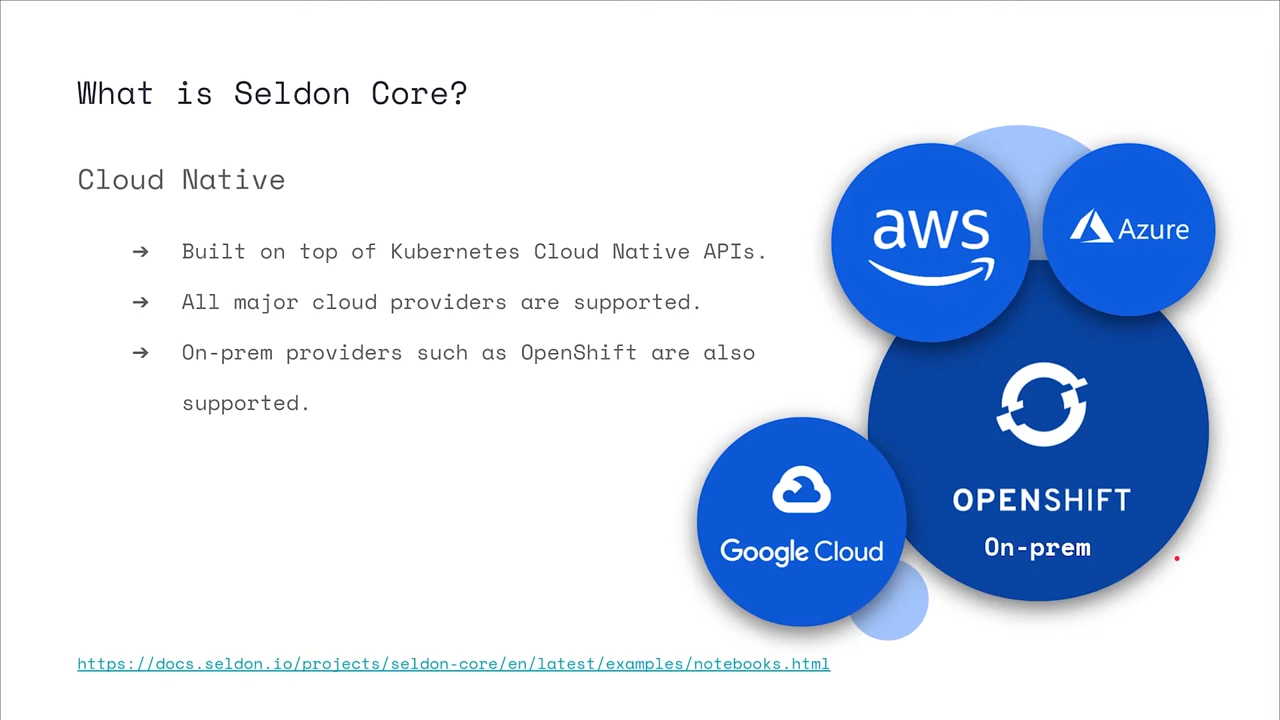 What is Seldon Core?
Cloud Native
➔ Built on top of Kubernetes Cloud Native APIs.
➔ All major cloud providers are supported.
➔ On-prem providers such as OpenShift are also
supported.
aws
Azure
OPENSHIFT
On-prem
Google Cloud
https://docs.seldon.io/projects/seldon-core/en/latest/examples/notebooks.html